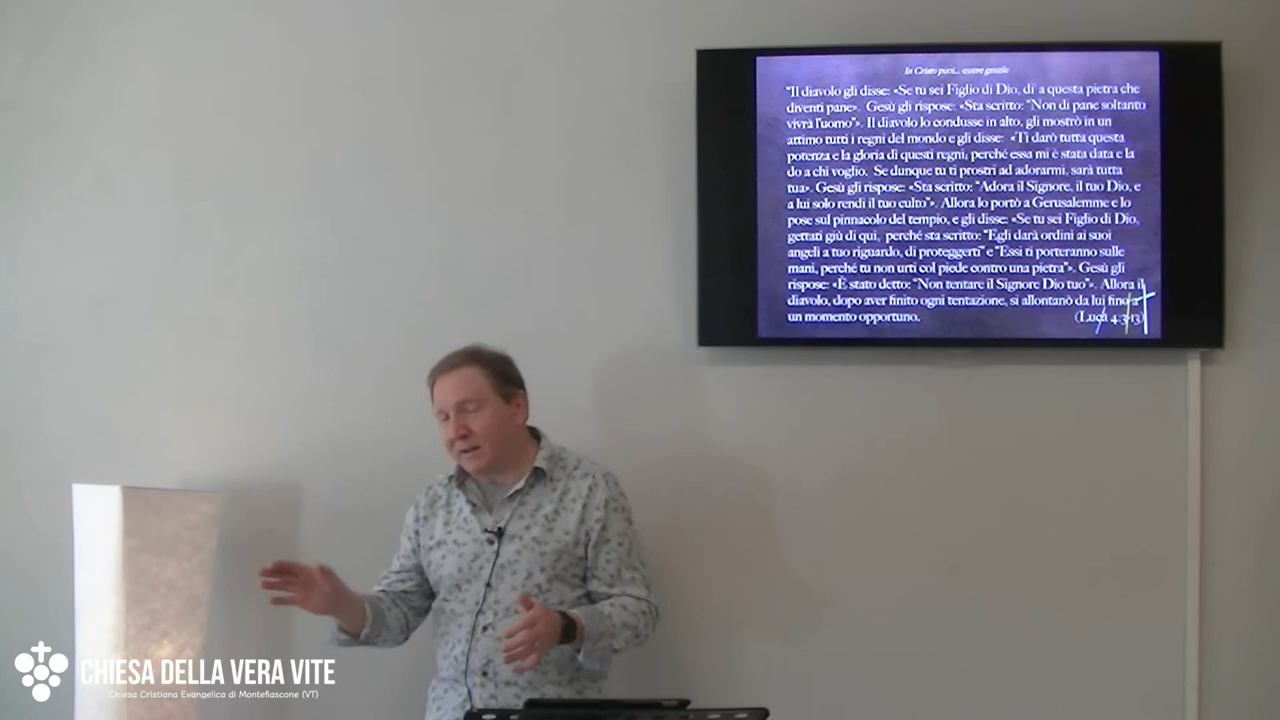 In Cristo puoi... essere gentile
"Il diavolo gli disse: «Se tu sei Figlio di Dio, di' a questa pietra che
diventi pane». Gesù gli rispose: «Sta scritto: "Non di pane soltanto
vivrà l'uomo"». Il diavolo lo condusse in alto, gli mostrò in un
attimo tutti i regni del mondo e gli disse: «Ti darò tutta questa
potenza e la gloria di questi regni; perché essa mi è stata data e la
do a chi voglio. Se dunque tu ti prostri ad adorarmi, sarà tutta
tua». Gesù gli rispose: «Sta scritto: "Adora il Signore, il tuo Dio, e
a lui solo rendi il tuo culto"». Allora lo portò a Gerusalemme e lo
pose sul pinnacolo del tempio, e gli disse: «Se tu sei Figlio di Dio,
gettati giù di qui, perché sta scritto: "Egli darà ordini ai suoi
angeli a tuo riguardo, di proteggerti" e "Essi ti porteranno sulle
mani, perché tu non urti col piede contro una pietra"». Gesù gli
rispose: «È stato detto: "Non tentare il Signore Dio tuo"». Allora il
diavolo, dopo aver finito ogni tentazione, si allontanò da lui fino a
un momento opportuno. (Luca 4:3-13)
CHIESA DELLA VERA VITE
Chiesa Cristiana Evangelica di Montefiascone (VT)